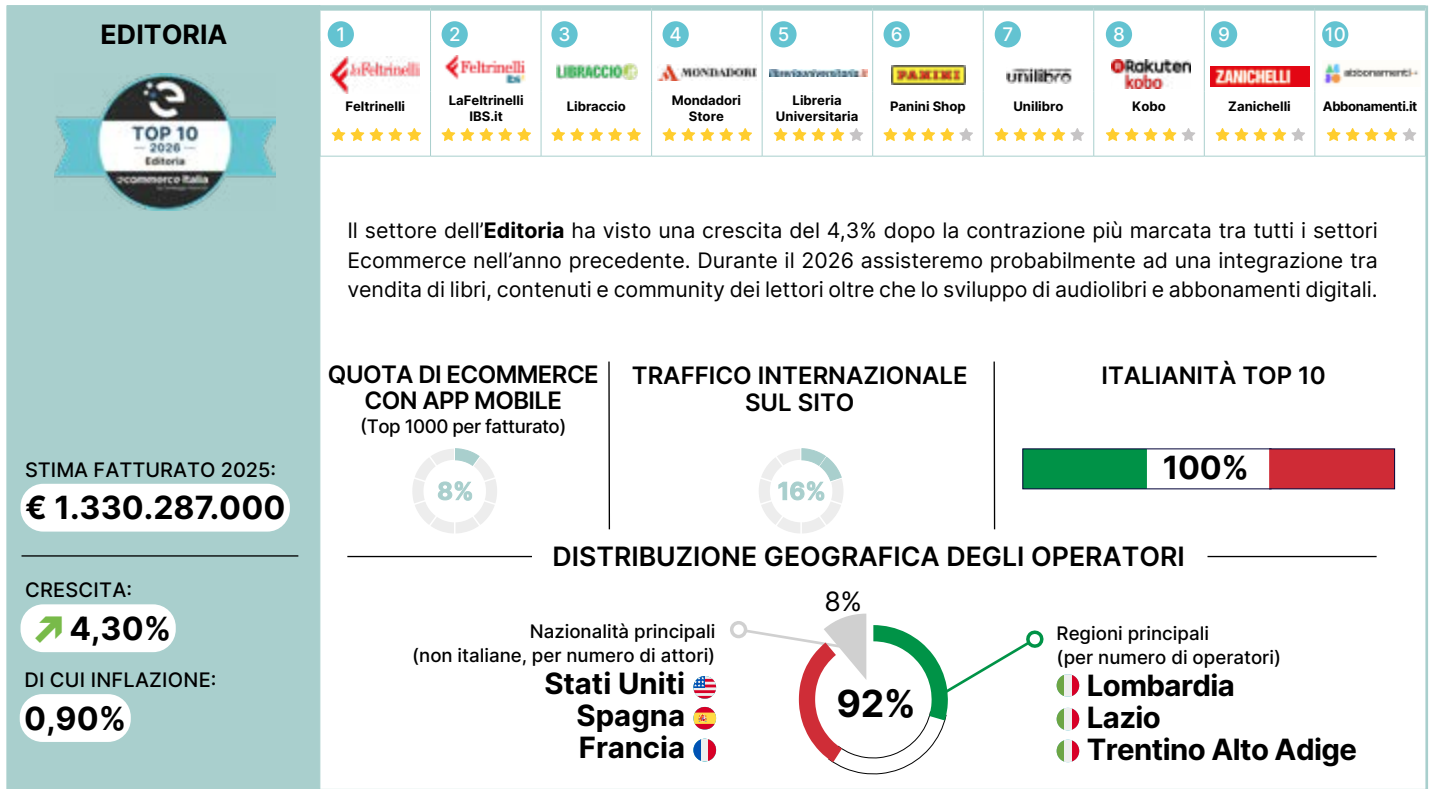 EDITORIA
TOP 10
2026
Editoria
ecommerce Italia
STIMA FATTURATO 2025:
€ 1.330.287.000
CRESCITA:
4,30%
DI CUI INFLAZIONE:
0,90%
1
laFeltrinelli
Feltrinelli
2
Feltrinelli
IBS
LaFeltrinelli
IBS.it
3
LIBRACCIO
Libraccio
4
MONDADORI
Mondadori
Store
5
libreriauniversitaria.it
Libreria
Universitaria
6
PANINI
Panini Shop
7
unilibro
Unilibro
8
Rakuten
kobo
Kobo
9
ZANICHELLI
Zanichelli
10
abbonamenti
Abbonamenti.it
Il settore dell’Editoria ha visto una crescita del 4,3% dopo la contrazione più marcata tra tutti i settori
Ecommerce nell’anno precedente. Durante il 2026 assisteremo probabilmente ad una integrazione tra
vendita di libri, contenuti e community dei lettori oltre che lo sviluppo di audiolibri e abbonamenti digitali.
QUOTA DI ECOMMERCE
CON APP MOBILE
(Top 1000 per fatturato)
8%
TRAFFICO INTERNAZIONALE
SUL SITO
16%
ITALIANITÀ TOP 10
100%
DISTRIBUZIONE GEOGRAFICA DEGLI OPERATORI
Nazionalità principali
(non italiane, per numero di attori)
Stati Uniti
Spagna
Francia
8%
92%
Regioni principali
(per numero di operatori)
Lombardia
Lazio
Trentino Alto Adige